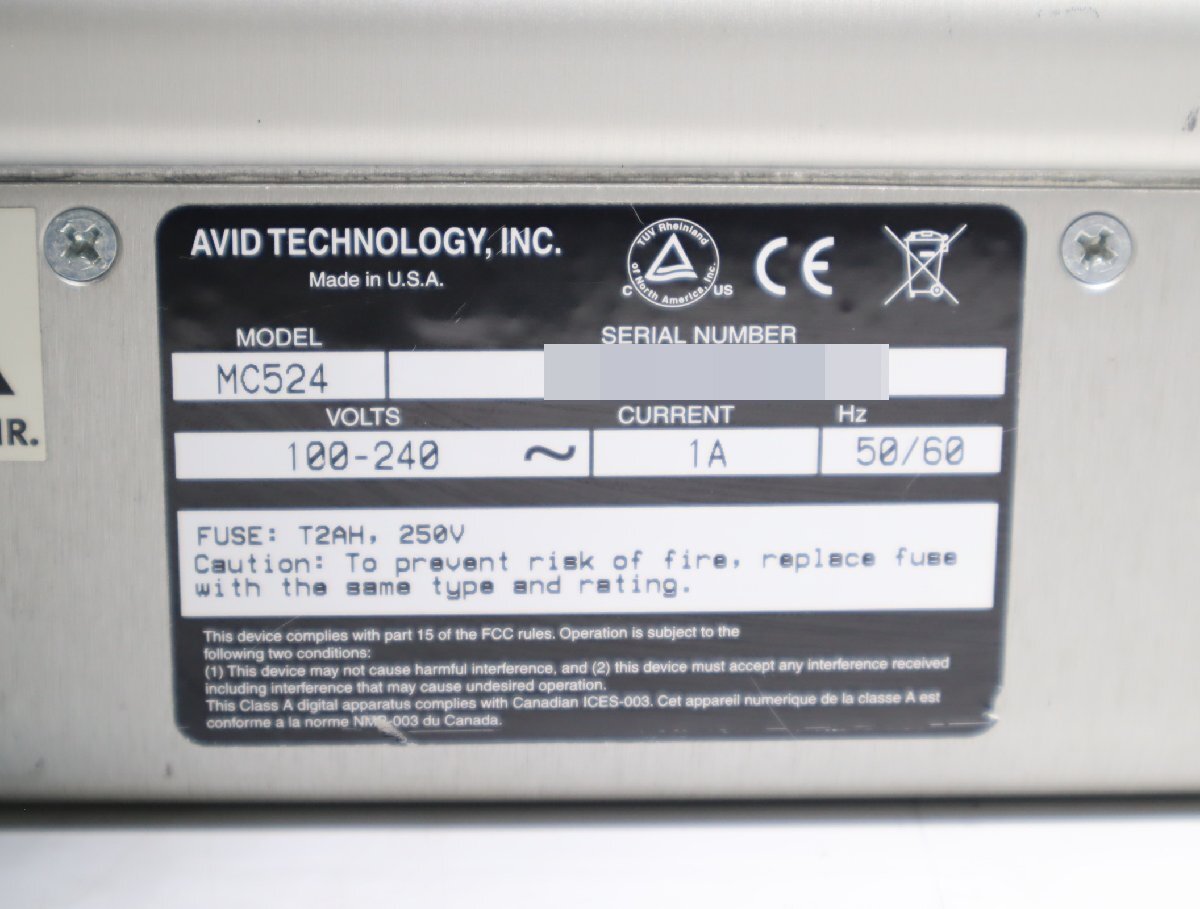 AVID TECHNOLOGY, INC.
Made in U.S.A.
TÜV Rheinland
of North America, Inc.
C US
CE
MODEL SERIAL NUMBER
MC524
VOLTS CURRENT Hz
100-240 ~ 1A 50/60
FUSE: T2AH, 250V
Caution: To prevent risk of fire, replace fuse
with the same type and rating.
This device complies with part 15 of the FCC rules. Operation is subject to the
following two conditions:
(1) This device may not cause harmful interference, and (2) this device must accept any interference received
including interference that may cause undesired operation.
This Class A digital apparatus complies with Canadian ICES-003. Cet appareil numerique de la classe A est
conforme a la norme NMB-003 du Canada.
IR.